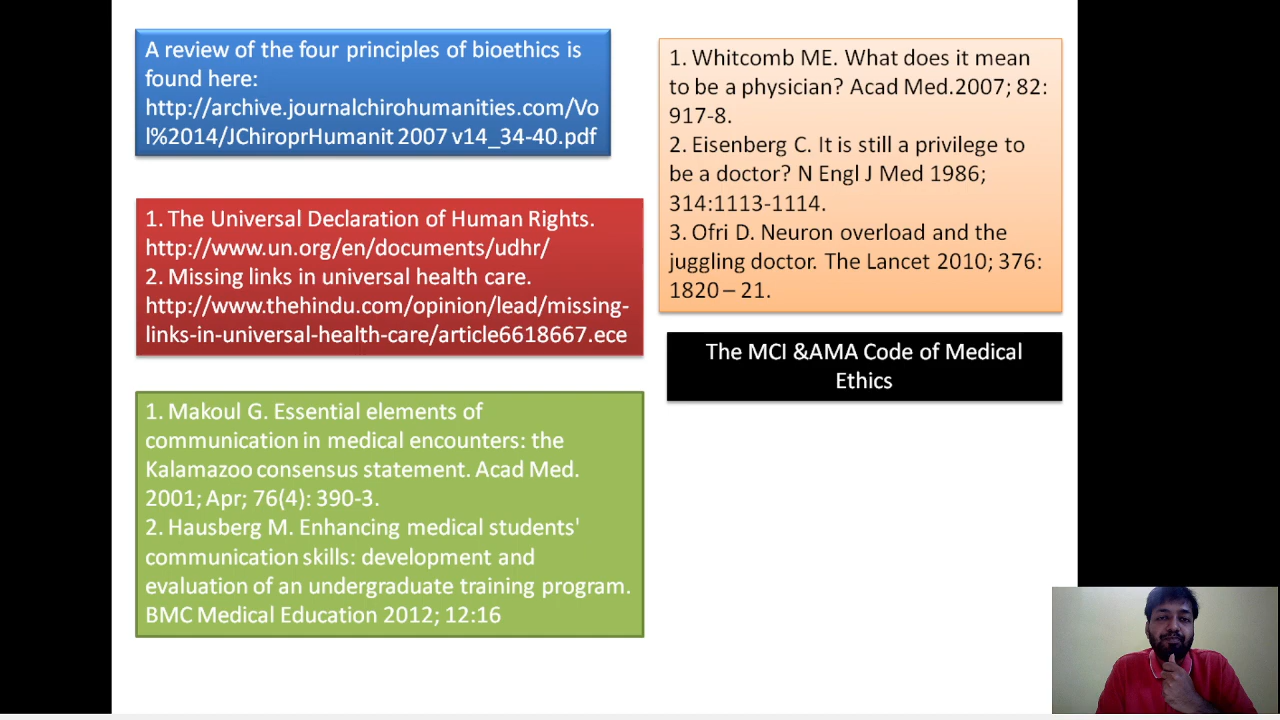 A review of the four principles of bioethics is
found here:
http://archive.journalchirohumanities.com/Vo
l%2014/JChiroprHumanit 2007 v14_34-40.pdf
1. The Universal Declaration of Human Rights.
http://www.un.org/en/documents/udhr/
2. Missing links in universal health care.
http://www.thehindu.com/opinion/lead/missing-
links-in-universal-health-care/article6618667.ece
1. Makoul G. Essential elements of
communication in medical encounters: the
Kalamazoo consensus statement. Acad Med.
2001; Apr; 76(4): 390-3.
2. Hausberg M. Enhancing medical students'
communication skills: development and
evaluation of an undergraduate training program.
BMC Medical Education 2012; 12:16
1. Whitcomb ME. What does it mean
to be a physician? Acad Med.2007; 82:
917-8.
2. Eisenberg C. It is still a privilege to
be a doctor? N Engl J Med 1986;
314:1113-1114.
3. Ofri D. Neuron overload and the
juggling doctor. The Lancet 2010; 376:
1820 – 21.
The MCI &AMA Code of Medical
Ethics